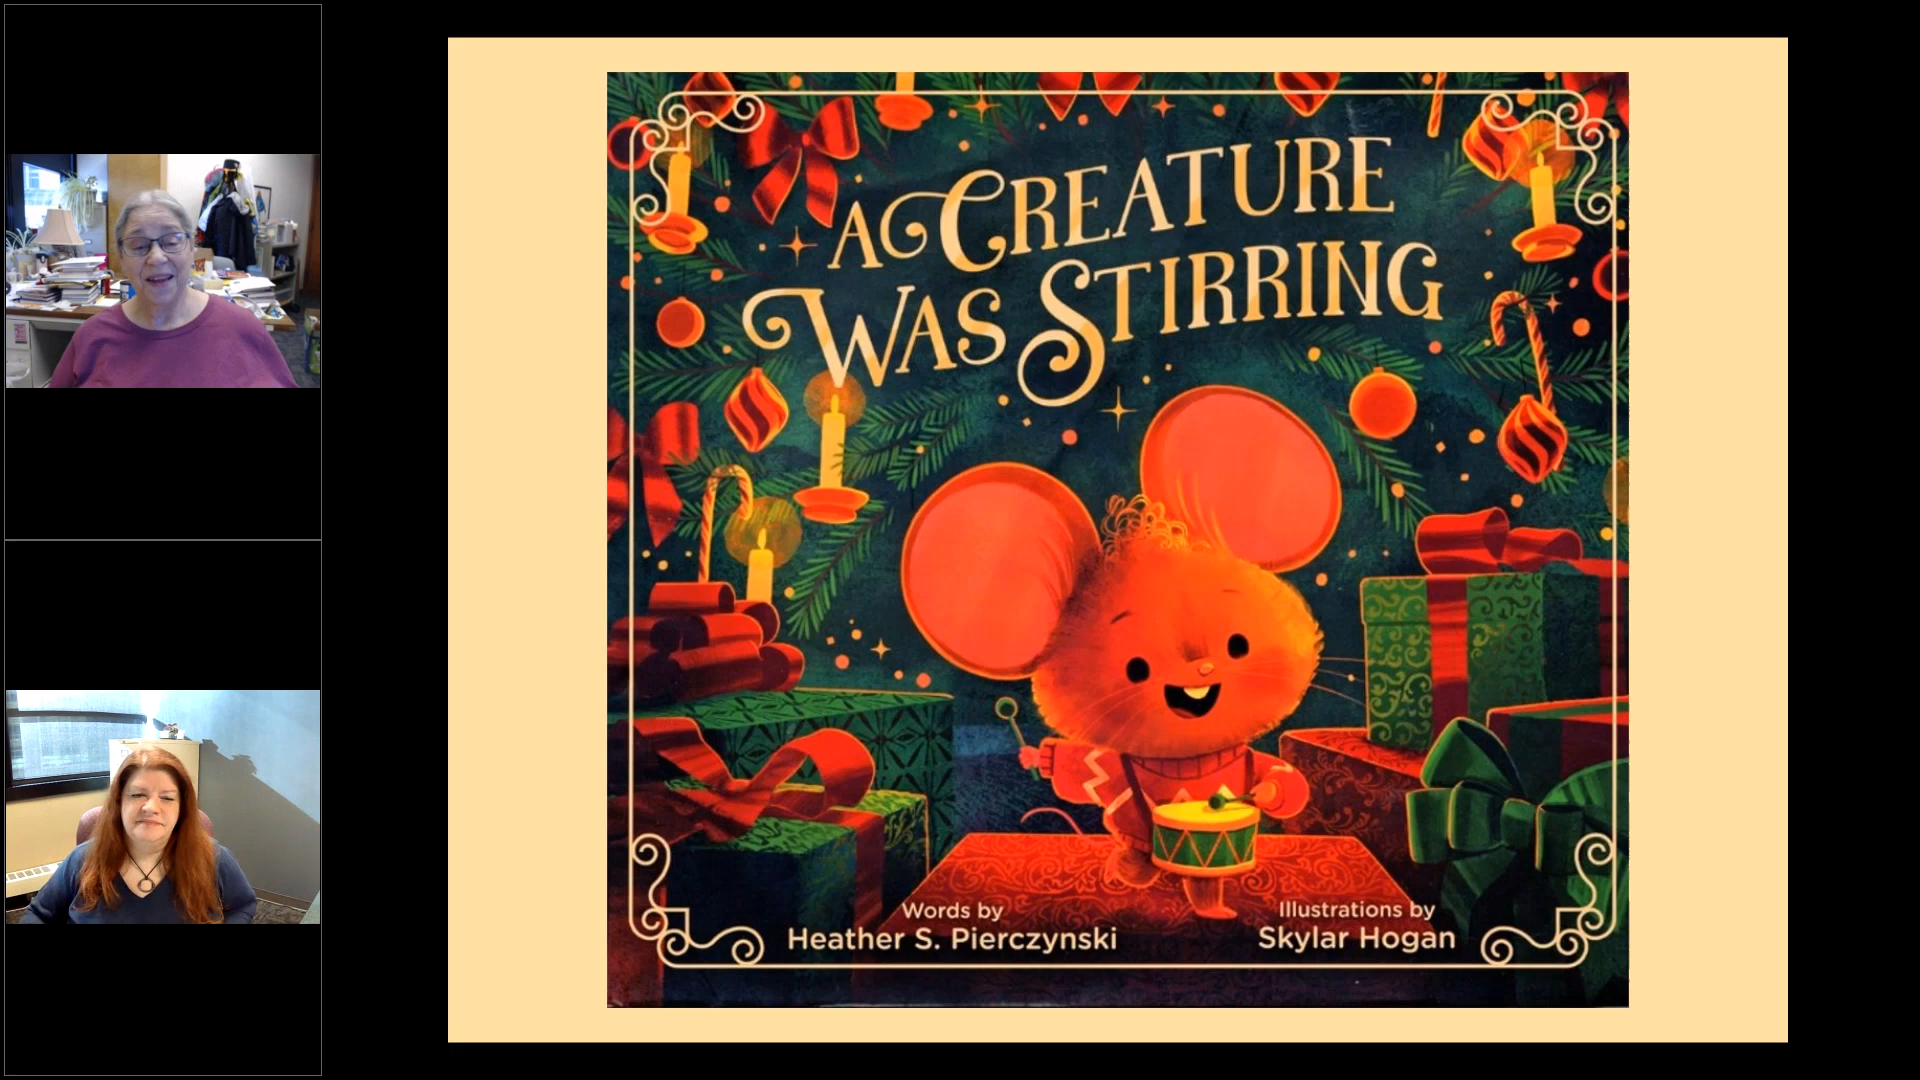 A CREATURE
WAS STIRRING
Words by
Heather S. Pierczynski
Illustrations by
Skylar Hogan